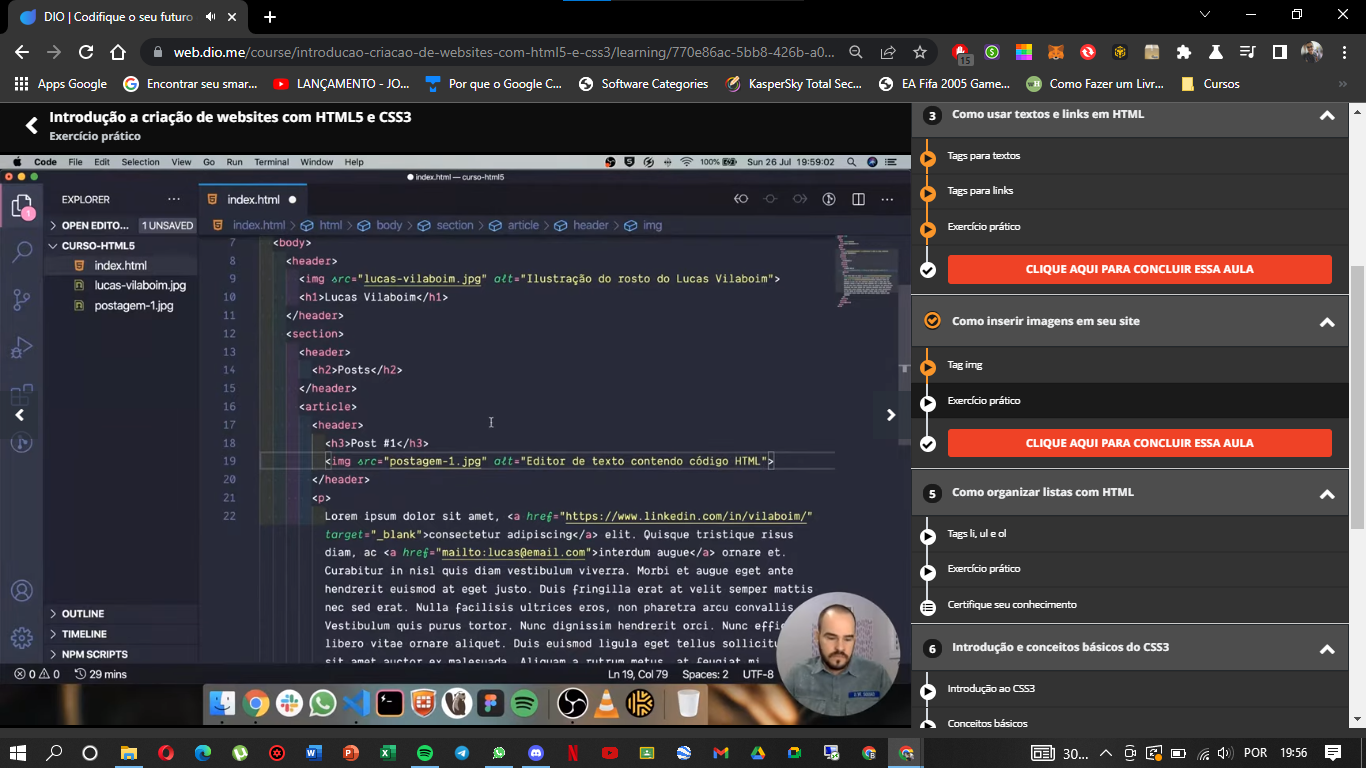 DIO | Codifique o seu futuro
web.dio.me/course/introducao-criacao-de-websites-com-html5-e-css3/learning/770e86ac-5bb8-426b-a0...
15
Apps Google
Encontrar seu smar...
LANÇAMENTO - JO...
Por que o Google C...
Software Categories
KasperSky Total Sec...
EA Fifa 2005 Game...
Como Fazer um Livr...
Cursos
»
Introdução a criação de websites com HTML5 e CSS3
Exercício prático
Code File Edit Selection View Go Run Terminal Window Help
100% Sun 26 Jul 19:59:02
index.html — curso-html5
EXPLORER
index.html
1
OPEN EDITO... 1 UNSAVED
CURSO-HTML5
index.html
lucas-vilaboim.jpg
postagem-1.jpg
OUTLINE
TIMELINE
NPM SCRIPTS
index.html > html > body > section > article > header > img
7 <body>
8 <header>
9 <img src="lucas-vilaboim.jpg" alt="Ilustração do rosto do Lucas Vilaboim">
10 <h1>Lucas Vilaboim</h1>
11 </header>
12 <section>
13 <header>
14 <h2>Posts</h2>
15 </header>
16 <article>
17 <header>
18 <h3>Post #1</h3>
19 <img src="postagem-1.jpg" alt="Editor de texto contendo código HTML">
20 </header>
21 <p>
22 Lorem ipsum dolor sit amet, <a href="https://www.linkedin.com/in/vilaboim/"
target="_blank">consectetur adipiscing</a> elit. Quisque tristique risus
diam, ac <a href="mailto:lucas@email.com">interdum augue</a> ornare et.
Curabitur in nisl quis diam vestibulum viverra. Morbi et augue eget ante
hendrerit euismod at eget justo. Duis fringilla erat at velit semper mattis
nec sed erat. Nulla facilisis ultrices eros, non pharetra arcu convallis
Vestibulum quis purus tortor. Nunc dignissim hendrerit orci. Nunc effic
libero vitae ornare aliquet. Duis euismod ligula eget tellus sollicitu
sit amet auctor ex malesuada. Aliquam a rutrum metus, at feugiat mi
0 0 29 mins
Ln 19, Col 79 Spaces: 2 UTF-8
3 Como usar textos e links em HTML
Tags para textos
Tags para links
Exercício prático
CLIQUE AQUI PARA CONCLUIR ESSA AULA
Como inserir imagens em seu site
Tag img
Exercício prático
CLIQUE AQUI PARA CONCLUIR ESSA AULA
5 Como organizar listas com HTML
Tags li, ul e ol
Exercício prático
Certifique seu conhecimento
6 Introdução e conceitos básicos do CSS3
Introdução ao CSS3
Conceitos básicos
30...
POR
19:56